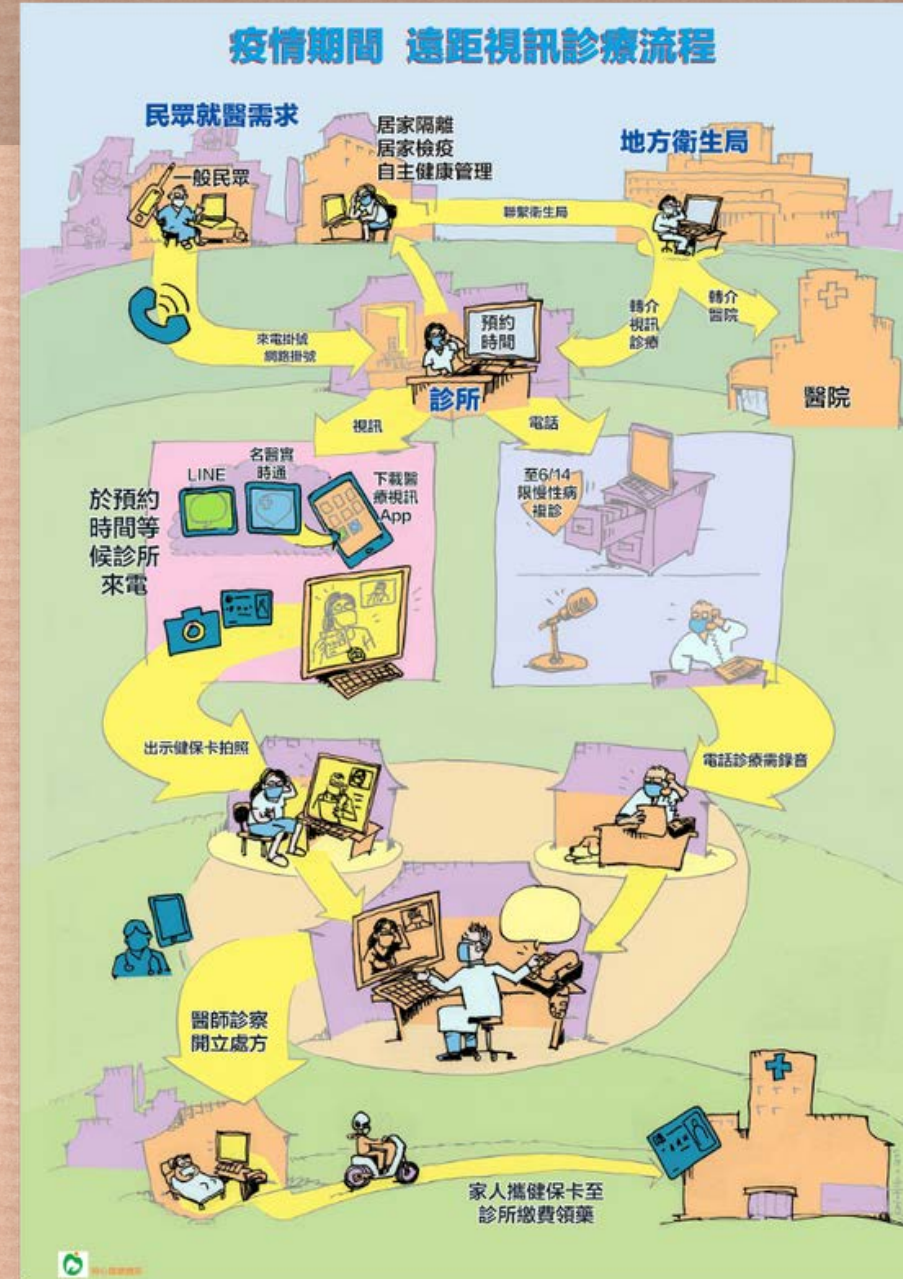 疫情期間 遠距視訊診療流程
民眾就醫需求
一般民眾
居家隔離
居家檢疫
自主健康管理
地方衛生局
聯繫衛生局
來電掛號
網路掛號
預約
時間
診所
轉介
視訊
診療
轉介
醫院
醫院
視訊
電話
於預約
時間等
候診所
來電
LINE
名醫實
時通
下載醫
療視訊
App
至6/14
限慢性病
複診
出示健保卡拍照
電話診療需錄音
醫師診察
開立處方
家人攜健保卡至
診所繳費領藥